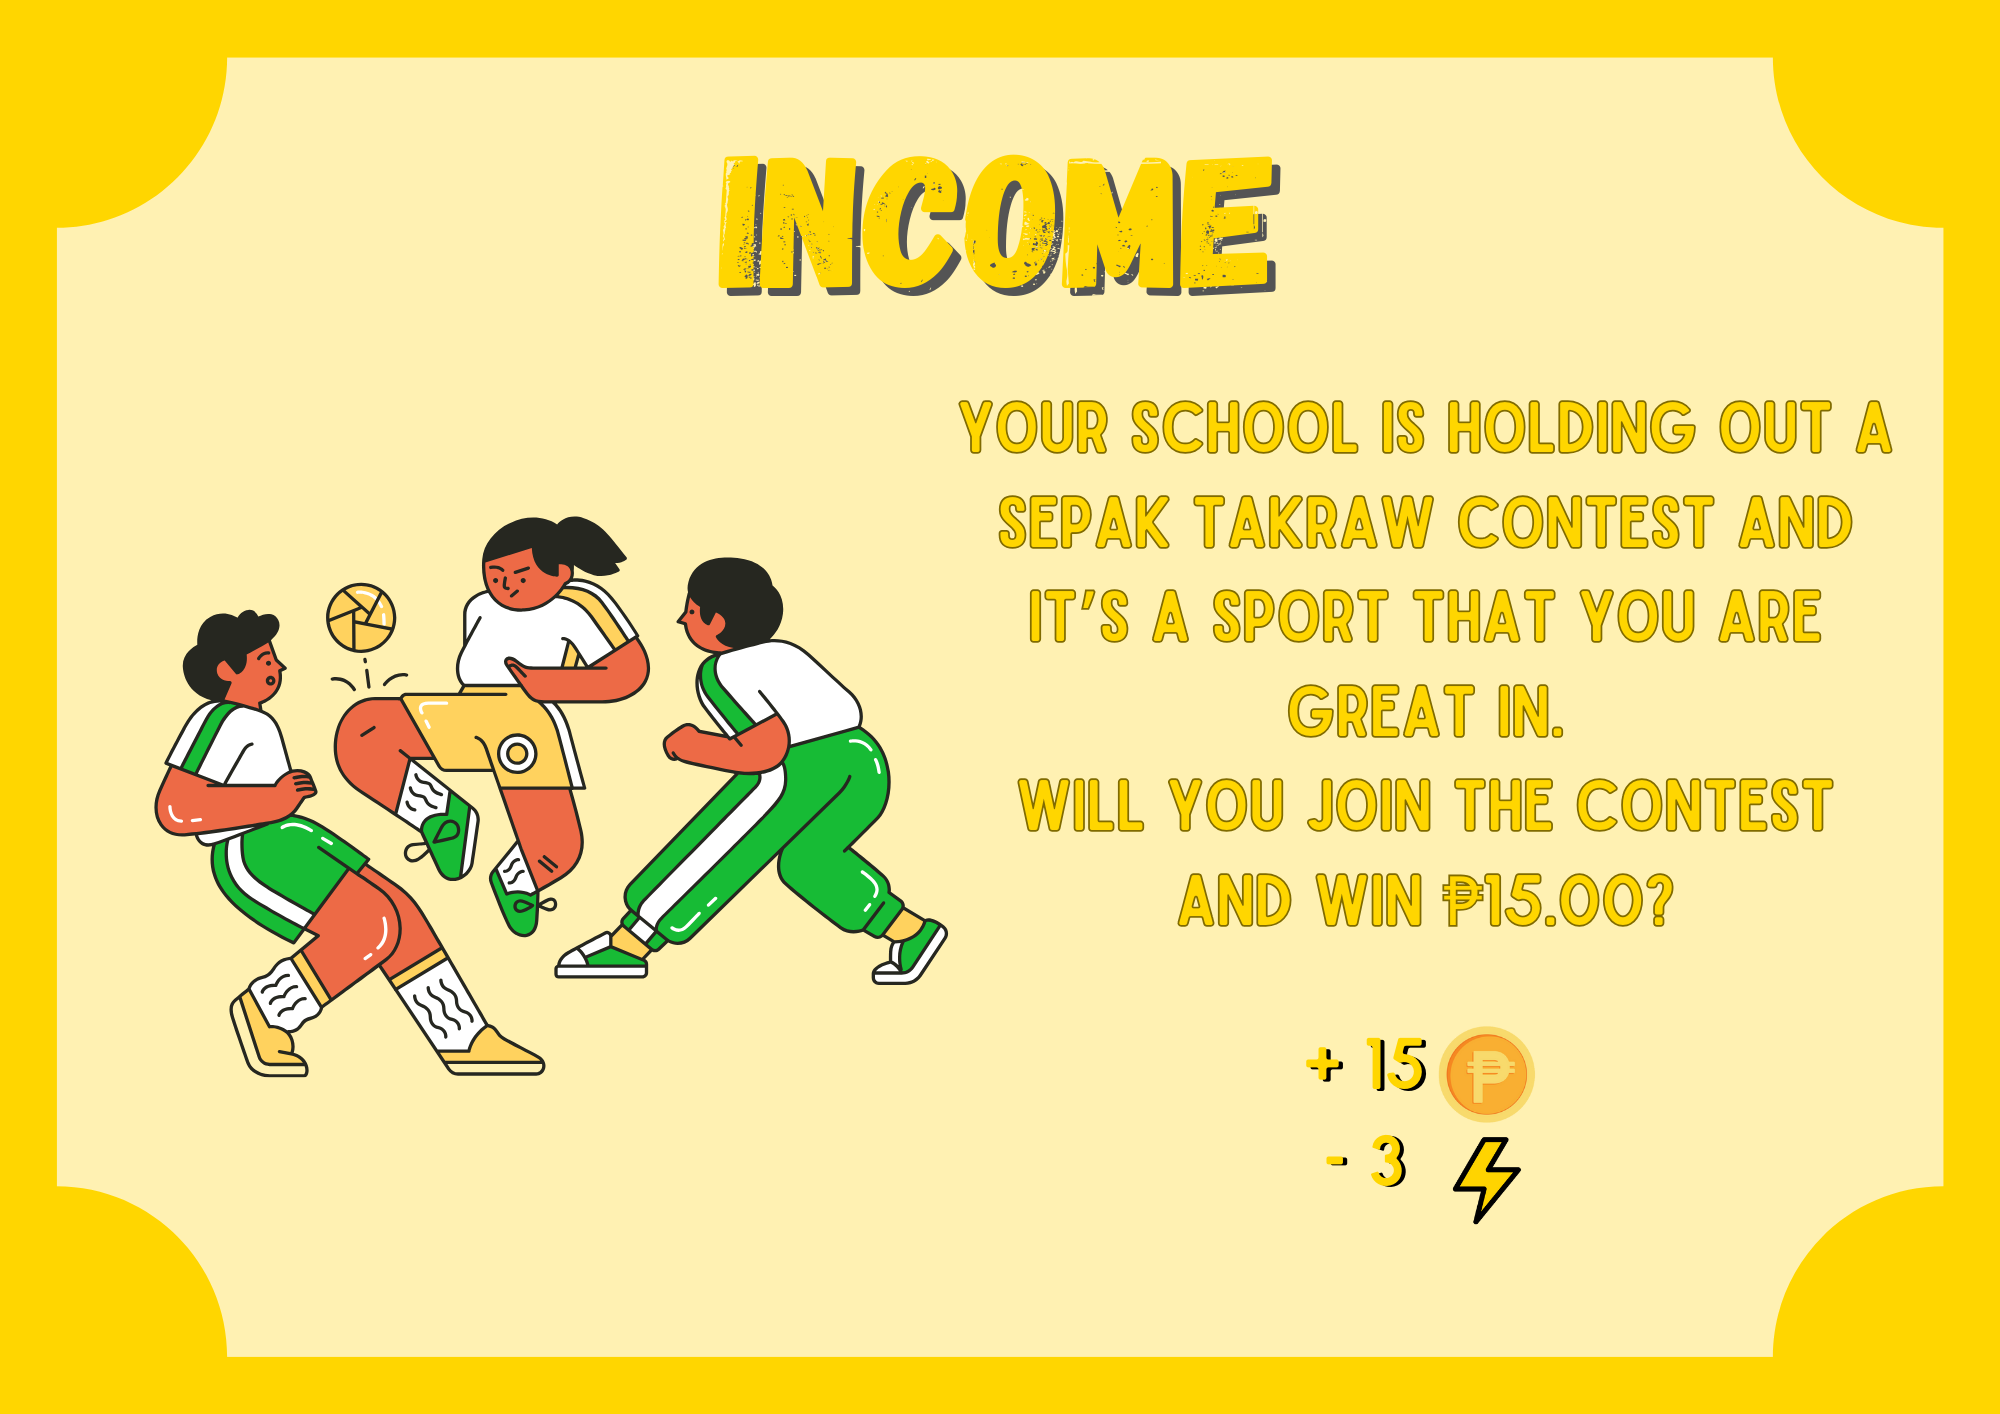 INCOME
YOUR SCHOOL IS HOLDING OUT A
SEPAK TAKRAW CONTEST AND
IT'S A SPORT THAT YOU ARE
GREAT IN.
WILL YOU JOIN THE CONTEST
AND WIN ₱15.00?
+ 15 ₱
- 3